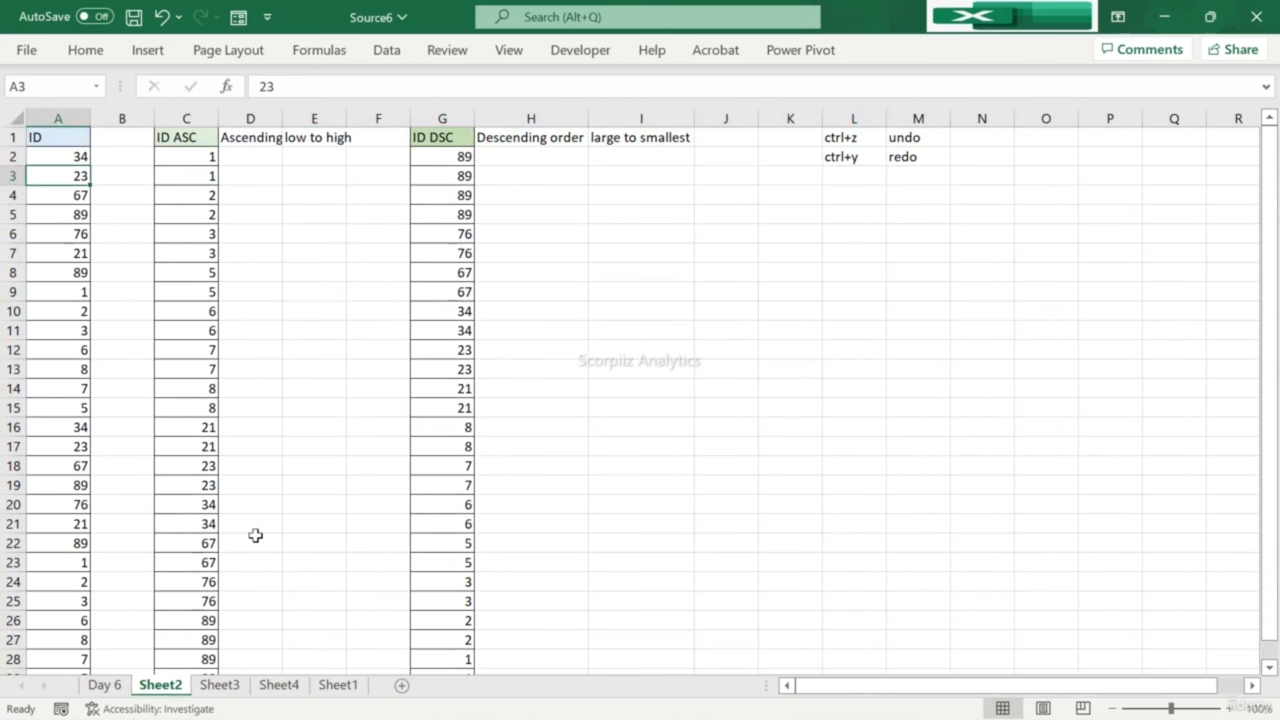 AutoSave Off Source6 Search (Alt+Q)
File Home Insert Page Layout Formulas Data Review View Developer Help Acrobat Power Pivot Comments Share
A3 fx 23
A B C D E F G H I J K L M N O P Q R
1 ID ID ASC Ascending low to high ID DSC Descending order large to smallest ctrl+z undo
2 34 1 89 ctrl+y redo
3 23 1 89
4 67 2 89
5 89 2 89
6 76 3 76
7 21 3 76
8 89 5 67
9 1 5 67
10 2 6 34
11 3 6 34
12 6 7 23
Scorpiiz Analytics
13 8 7 23
14 7 8 21
15 5 8 21
16 34 21 8
17 23 21 8
18 67 23 7
19 89 23 7
20 76 34 6
21 21 34 6
22 89 67 5
23 1 67 5
24 2 76 3
25 3 76 3
26 6 89 2
27 8 89 2
28 7 89 1
Day 6 Sheet2 Sheet3 Sheet4 Sheet1
Ready Accessibility: Investigate 100%